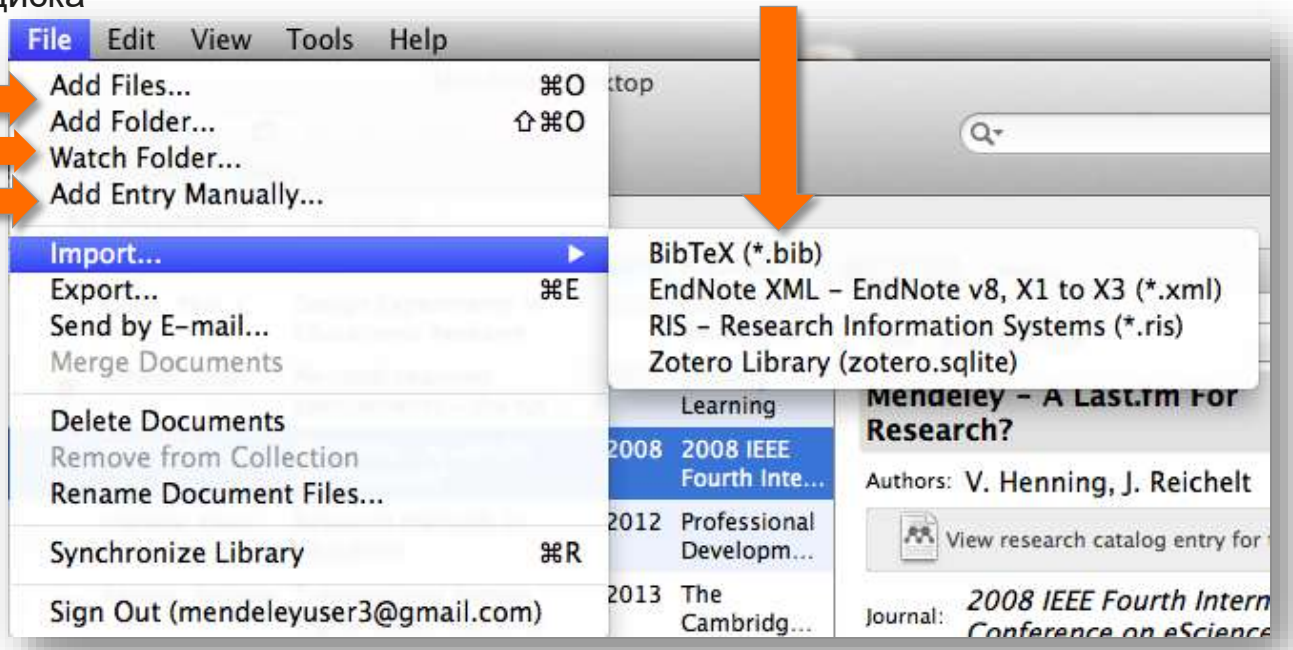 диска
File Edit View Tools Help
Add Files... ⌘O
Add Folder... ⇧⌘O
Watch Folder...
Add Entry Manually...
Import... ▶
Export... ⌘E
Send by E-mail...
Merge Documents
Delete Documents
Remove from Collection
Rename Document Files...
Synchronize Library ⌘R
Sign Out (mendeleyuser3@gmail.com)
BibTeX (*.bib)
EndNote XML – EndNote v8, X1 to X3 (*.xml)
RIS – Research Information Systems (*.ris)
Zotero Library (zotero.sqlite)
ktop
Learning
2008 2008 IEEE
Fourth Inte...
2012 Professional
Developm...
2013 The
Cambridg...
Mendeley – A Last.fm For
Research?
Authors: V. Henning, J. Reichelt
View research catalog entry for
Journal: 2008 IEEE Fourth Intern
Conference on eScience